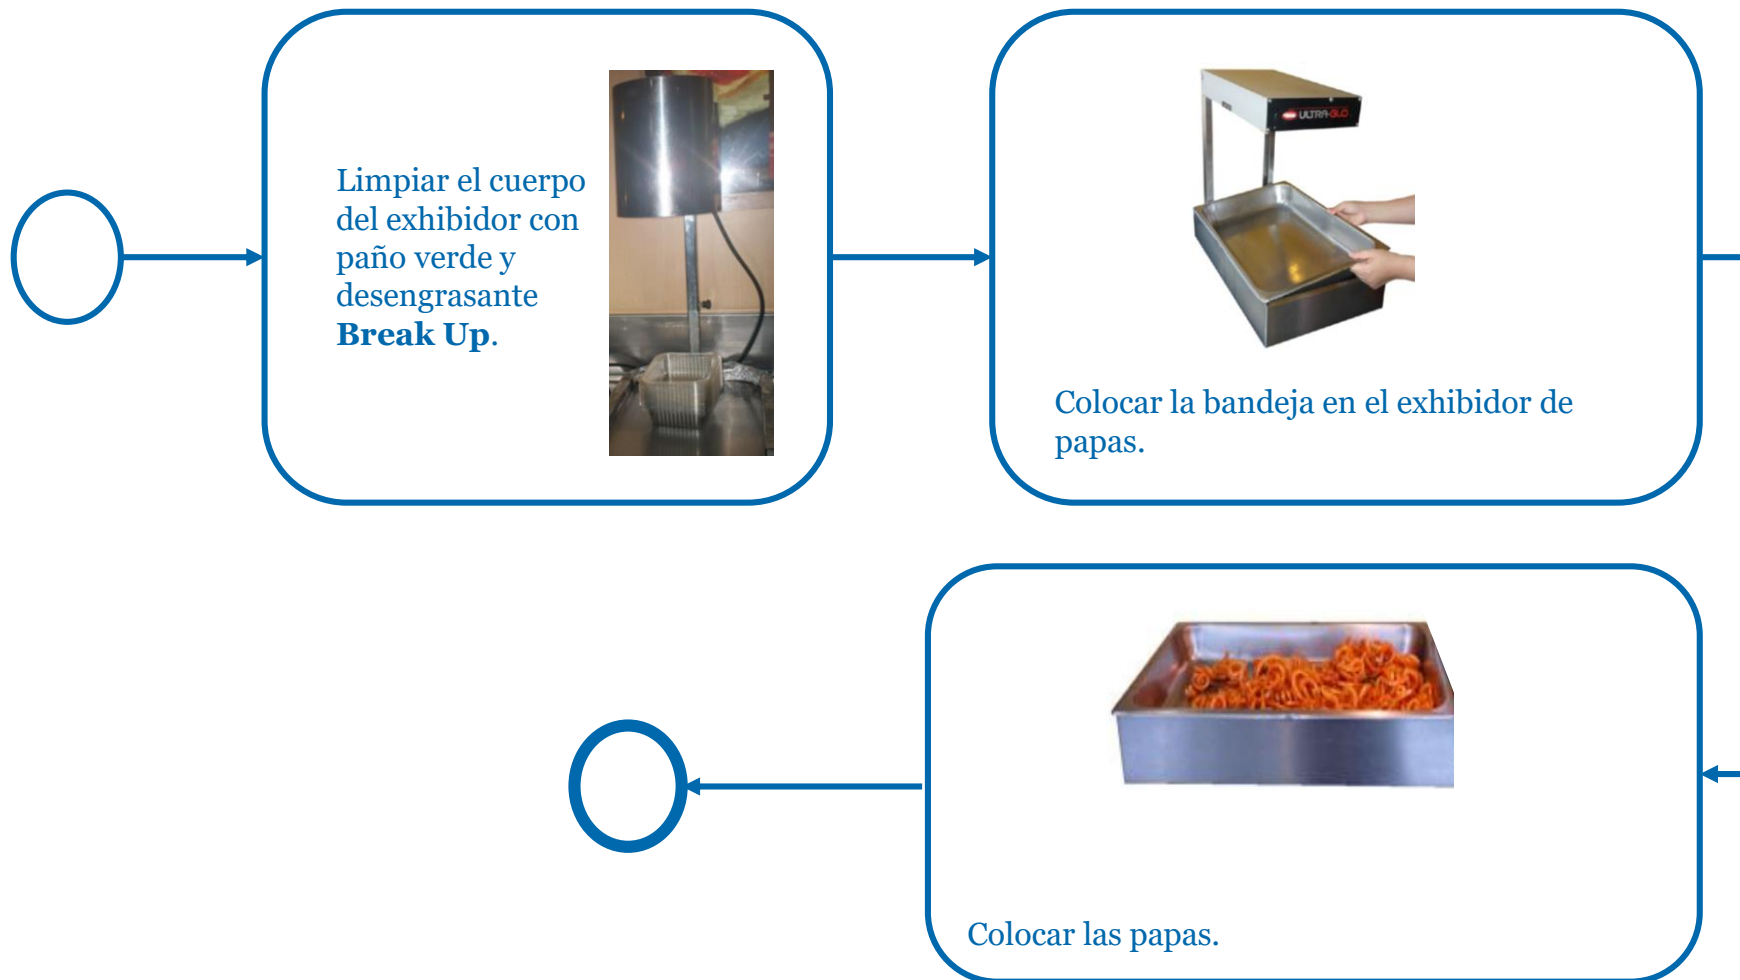 Limpiar el cuerpo
del exhibidor con
paño verde y
desengrasante
Break Up.
ULTRA-GLO
Colocar la bandeja en el exhibidor de
papas.
Colocar las papas.